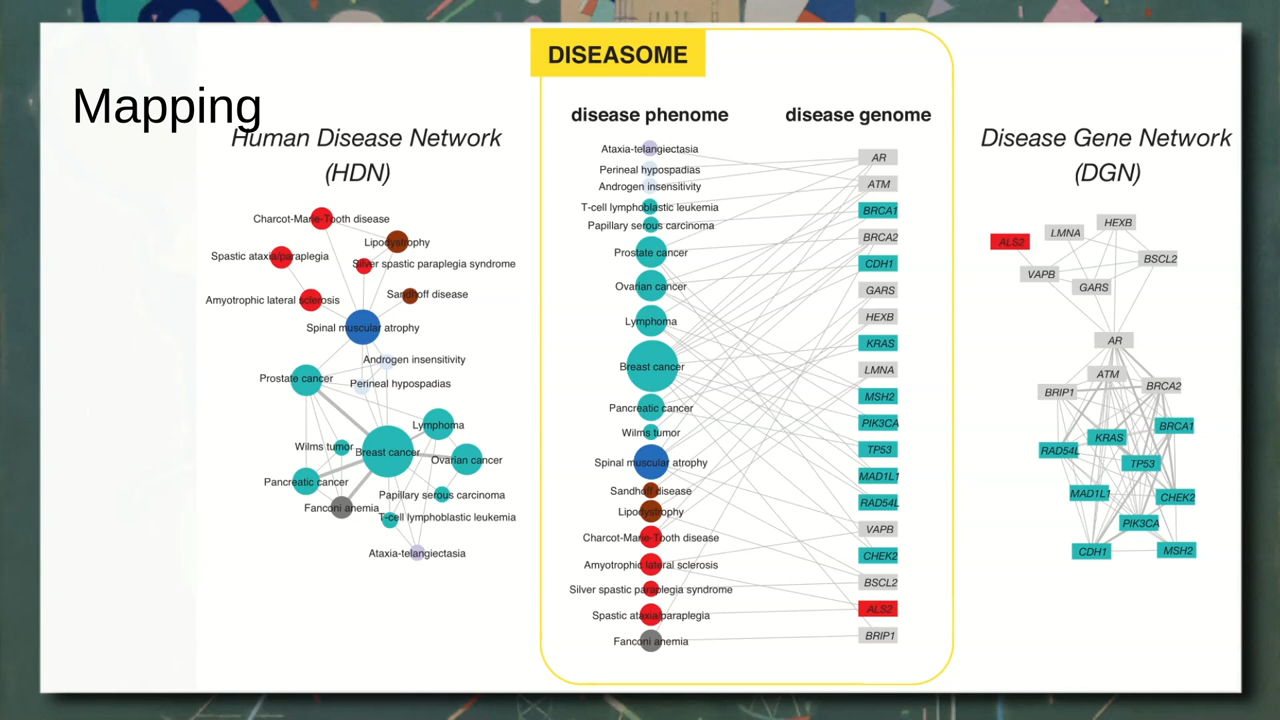 Mapping
Human Disease Network
(HDN)
Charcot-Marie-Tooth disease
Lipodystrophy
Spastic ataxia/paraplegia
Silver spastic paraplegia syndrome
Amyotrophic lateral sclerosis
Sandhoff disease
Spinal muscular atrophy
Androgen insensitivity
Prostate cancer
Perineal hypospadias
Lymphoma
Wilms tumor
Breast cancer
Ovarian cancer
Pancreatic cancer
Papillary serous carcinoma
Fanconi anemia
T-cell lymphoblastic leukemia
Ataxia-telangiectasia
DISEASOME
disease phenome
Ataxia-telangiectasia
Perineal hypospadias
Androgen insensitivity
T-cell lymphoblastic leukemia
Papillary serous carcinoma
Prostate cancer
Ovarian cancer
Lymphoma
Breast cancer
Pancreatic cancer
Wilms tumor
Spinal muscular atrophy
Sandhoff disease
Lipodystrophy
Charcot-Marie-Tooth disease
Amyotrophic lateral sclerosis
Silver spastic paraplegia syndrome
Spastic ataxia/paraplegia
Fanconi anemia
disease genome
AR
ATM
BRCA1
BRCA2
CDH1
GARS
HEXB
KRAS
LMNA
MSH2
PIK3CA
TP53
MAD1L1
RAD54L
VAPB
CHEK2
BSCL2
ALS2
BRIP1
Disease Gene Network
(DGN)
HEXB
LMNA
ALS2
BSCL2
VAPB
GARS
AR
ATM
BRCA2
BRIP1
BRCA1
KRAS
RAD54L
TP53
MAD1L1
CHEK2
PIK3CA
CDH1
MSH2